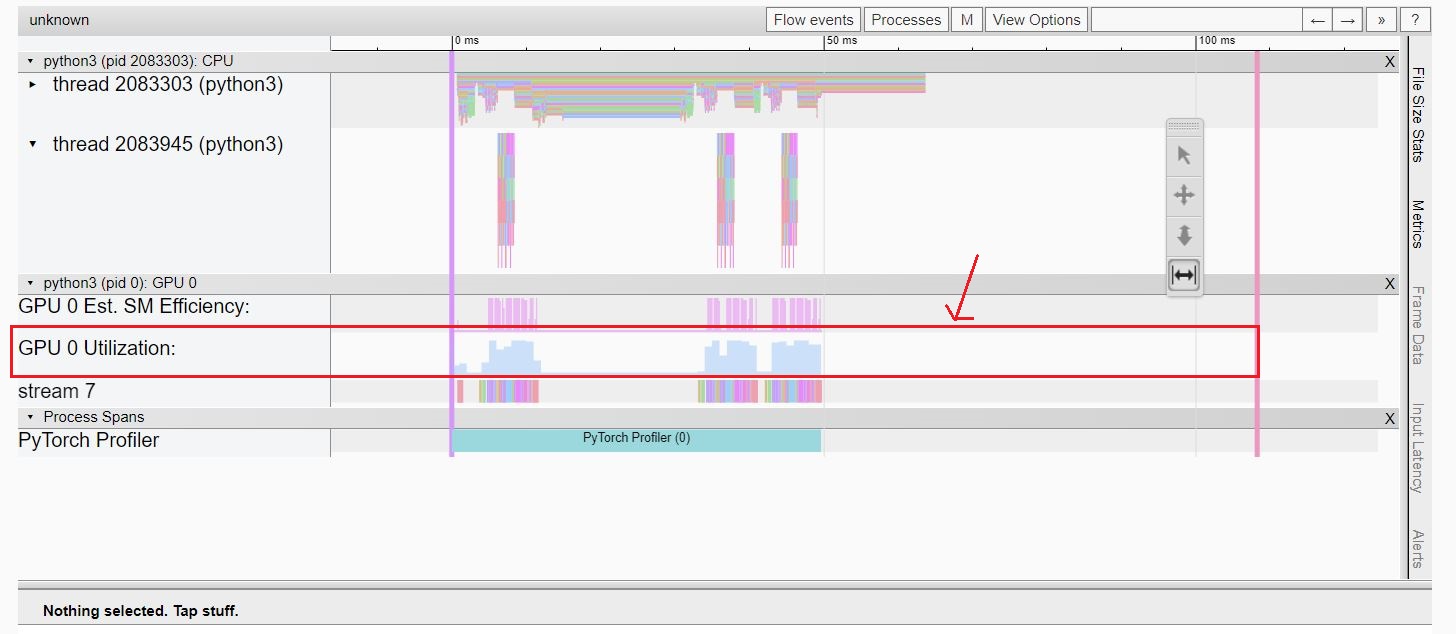 unknown
Flow events Processes M View Options ← → » ?
0 ms 50 ms 100 ms
python3 (pid 2083303): CPU X
thread 2083303 (python3)
thread 2083945 (python3)
python3 (pid 0): GPU 0 X
GPU 0 Est. SM Efficiency:
GPU 0 Utilization:
stream 7
Process Spans X
PyTorch Profiler
PyTorch Profiler (0)
File Size Stats
Metrics
Frame Data
Input Latency
Alerts
Nothing selected. Tap stuff.